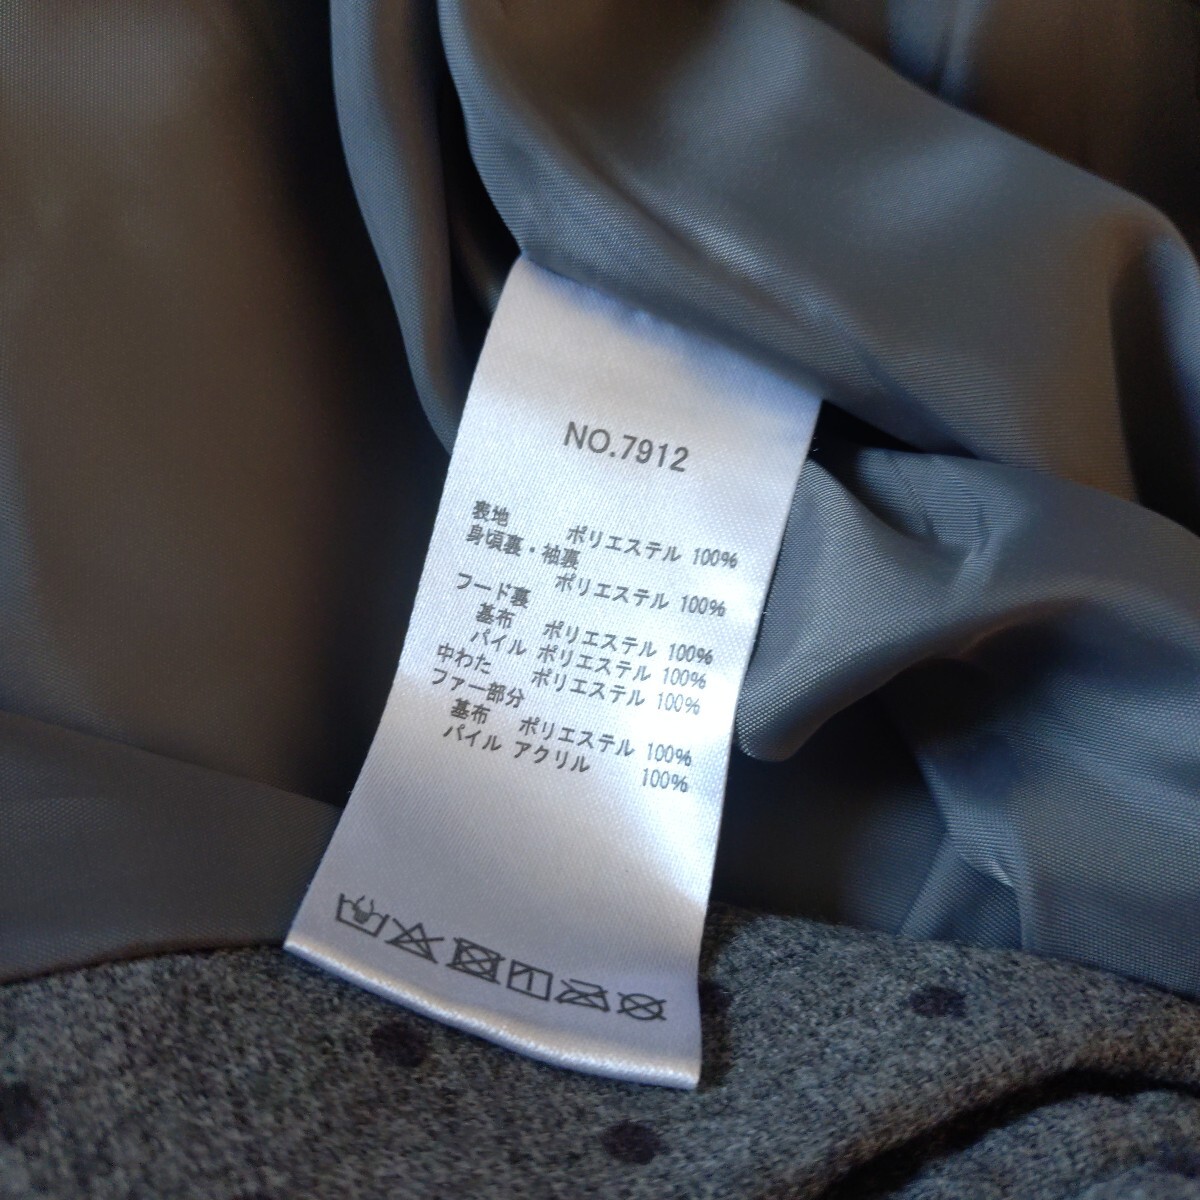 NO.7912
表地 ポリエステル 100%
身頃裏・袖裏
ポリエステル 100%
フード裏
基布 ポリエステル 100%
パイル ポリエステル 100%
中わた ポリエステル 100%
ファー部分
基布 ポリエステル 100%
パイル アクリル 100%